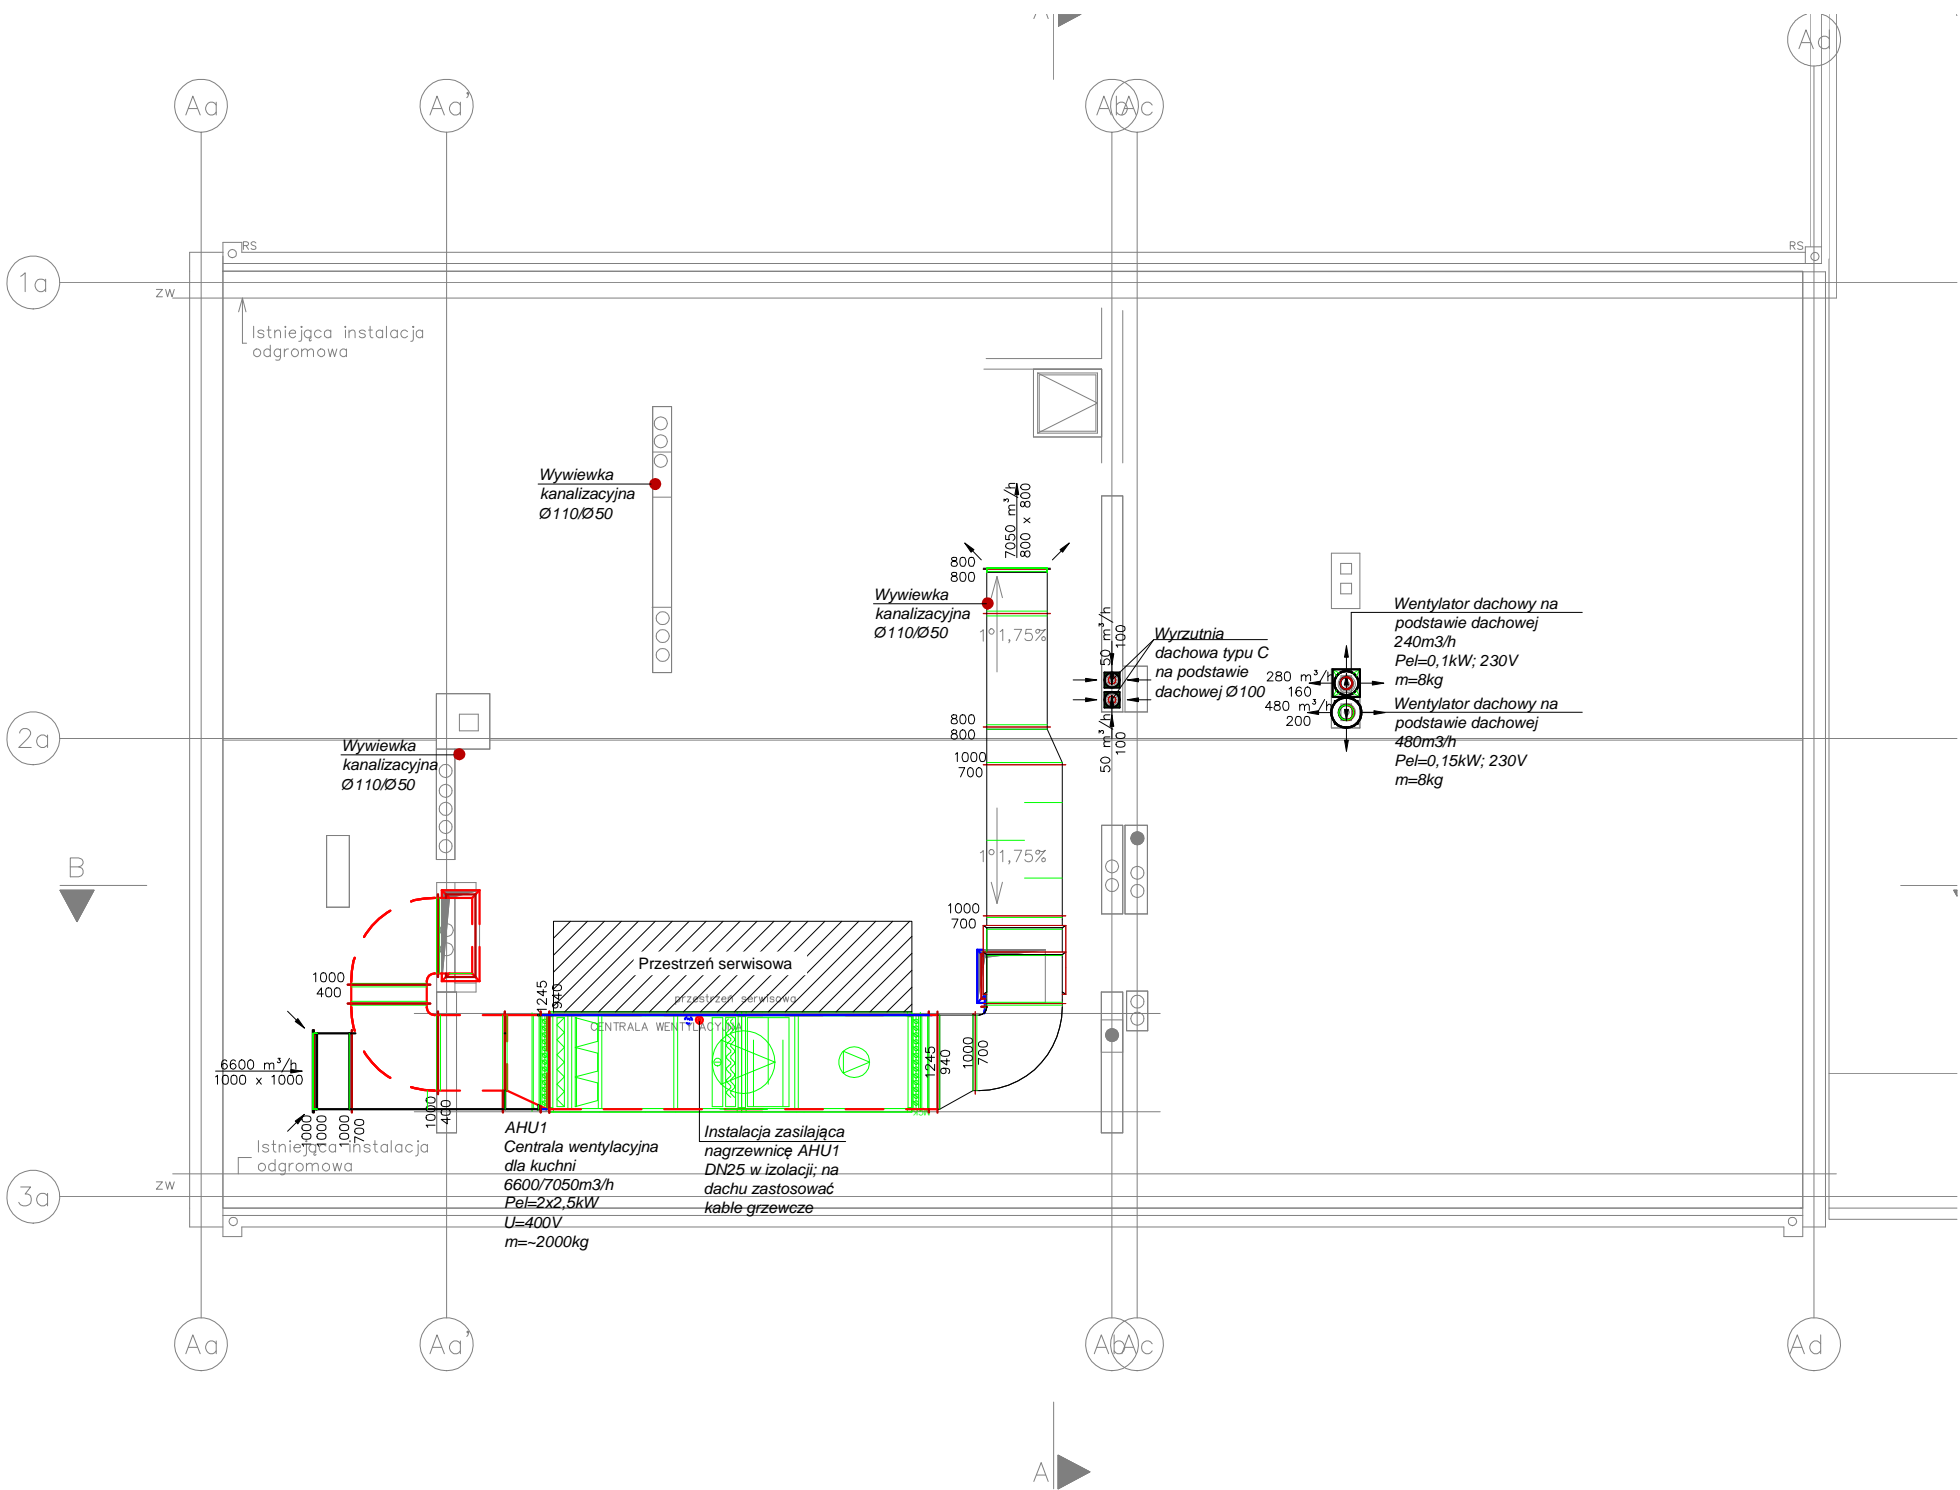 A
Ad
Aa
Aa'
Ab
Ac
RS
RS
1a
ZW
Istniejąca instalacja
odgromowa
Wywiewka
kanalizacyjna
Ø110/Ø50
7050 m³/h
800 x 800
800
800
Wywiewka
kanalizacyjna
Ø110/Ø50
1° 1,75%
50 m³/h
100
Wyrzutnia
dachowa typu C
na podstawie
dachowej Ø100
Wentylator dachowy na
podstawie dachowej
240m3/h
Pel=0,1kW; 230V
m=8kg
280 m³/h
160
480 m³/h
200
Wentylator dachowy na
podstawie dachowej
480m3/h
Pel=0,15kW; 230V
m=8kg
800
800
2a
1000
700
50 m³/h
100
Wywiewka
kanalizacyjna
Ø110/Ø50
1° 1,75%
B
1000
700
Przestrzeń serwisowa
przestrzeń serwisowa
1000
400
1245
940
CENTRALA WENTYLACYJNA
6600 m³/h
1000 x 1000
1245
940
1000
700
1000
1000
1000
700
1000
400
Istniejąca instalacja
odgromowa
ZW
3a
AHU1
Centrala wentylacyjna
dla kuchni
6600/7050m3/h
Pel=2x2,5kW
U=400V
m=~2000kg
Instalacja zasilająca
nagrzewnicę AHU1
DN25 w izolacji; na
dachu zastosować
kable grzewcze
Aa
Aa'
Ab
Ac
Ad
A